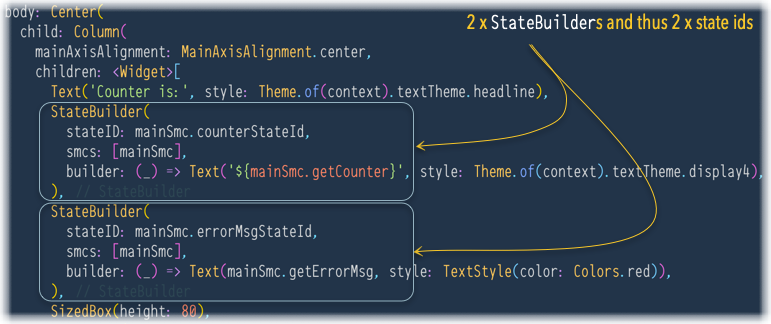 body: Center(
2 x StateBuilders and thus 2 x state ids
child: Column(
mainAxisAlignment: MainAxisAlignment.center,
children: <Widget>[
Text('Counter is:', style: Theme.of(context).textTheme.headline),
StateBuilder(
stateID: mainSmc.counterStateId,
smcs: [mainSmc],
builder: (_) => Text('${mainSmc.getCounter}', style: Theme.of(context).textTheme.display4),
), // StateBuilder
StateBuilder(
stateID: mainSmc.errorMsgStateId,
smcs: [mainSmc],
builder: (_) => Text(mainSmc.getErrorMsg, style: TextStyle(color: Colors.red)),
), // StateBuilder
SizedBox(height: 80),